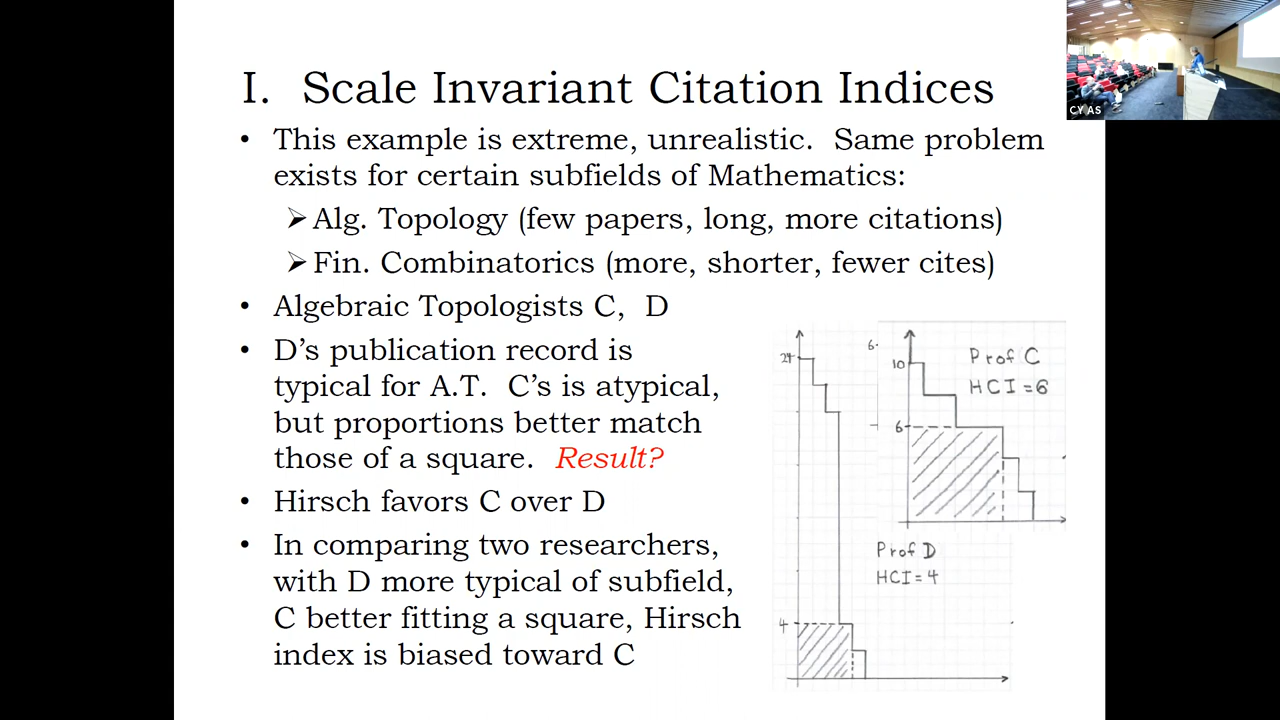 I. Scale Invariant Citation Indices
• This example is extreme, unrealistic. Same problem
exists for certain subfields of Mathematics:
➢ Alg. Topology (few papers, long, more citations)
➢ Fin. Combinatorics (more, shorter, fewer cites)
• Algebraic Topologists C, D
• D's publication record is
typical for A.T. C's is atypical,
but proportions better match
those of a square. Result?
• Hirsch favors C over D
• In comparing two researchers,
with D more typical of subfield,
C better fitting a square, Hirsch
index is biased toward C
24
4
Prof D
HCI = 4
6
10
6
Prof C
HCI = 6
CY AS